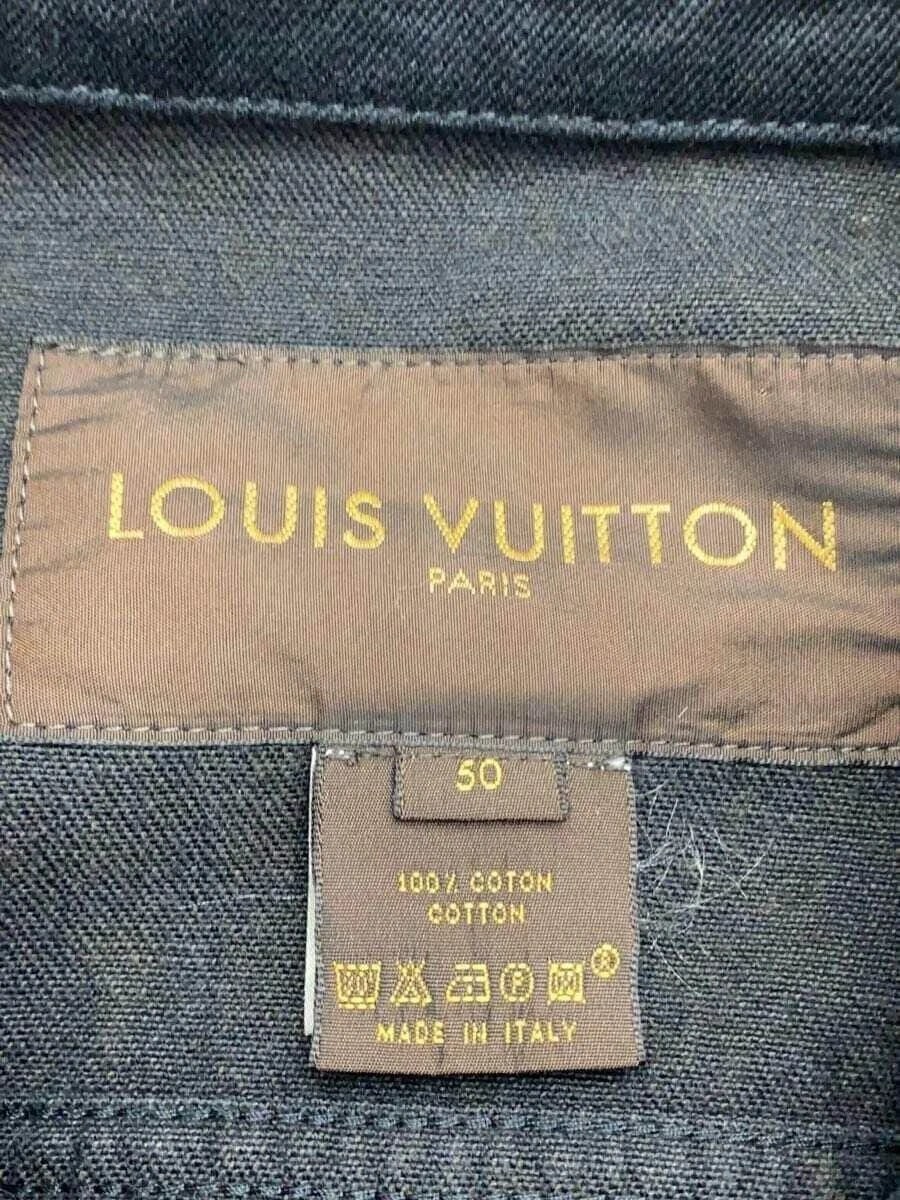 LOUIS VUITTON
PARIS
50
100% COTON
COTTON
P
®
MADE IN ITALY